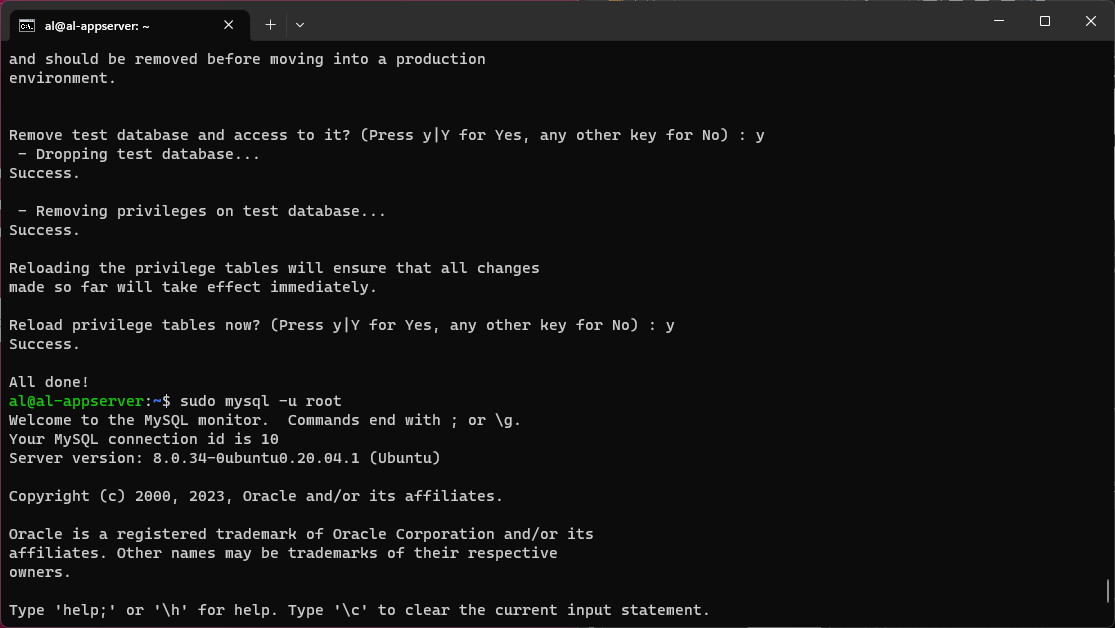 al@al-appserver: ~
and should be removed before moving into a production
environment.
Remove test database and access to it? (Press y|Y for Yes, any other key for No) : y
 - Dropping test database...
Success.
 - Removing privileges on test database...
Success.
Reloading the privilege tables will ensure that all changes
made so far will take effect immediately.
Reload privilege tables now? (Press y|Y for Yes, any other key for No) : y
Success.
All done!
al@al-appserver:~$ sudo mysql -u root
Welcome to the MySQL monitor.  Commands end with ; or \g.
Your MySQL connection id is 10
Server version: 8.0.34-0ubuntu0.20.04.1 (Ubuntu)
Copyright (c) 2000, 2023, Oracle and/or its affiliates.
Oracle is a registered trademark of Oracle Corporation and/or its
affiliates. Other names may be trademarks of their respective
owners.
Type 'help;' or '\h' for help. Type '\c' to clear the current input statement.